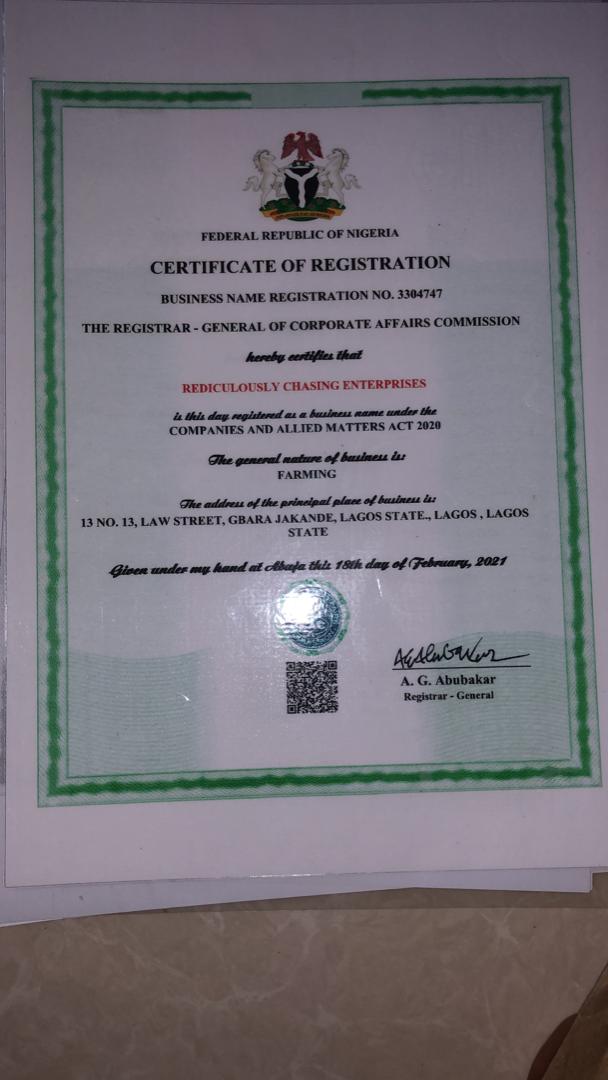 FEDERAL REPUBLIC OF NIGERIA
CERTIFICATE OF REGISTRATION
BUSINESS NAME REGISTRATION NO. 3304747
THE REGISTRAR - GENERAL OF CORPORATE AFFAIRS COMMISSION
hereby certifies that
REDICULOUSLY CHASING ENTERPRISES
is this day registered as a business name under the
COMPANIES AND ALLIED MATTERS ACT 2020
The general nature of business is:
FARMING
The address of the principal place of business is:
13 NO. 13, LAW STREET, GBARA JAKANDE, LAGOS STATE., LAGOS , LAGOS
STATE
Given under my hand at Abuja this 18th day of February, 2021
A. G. Abubakar
Registrar - General